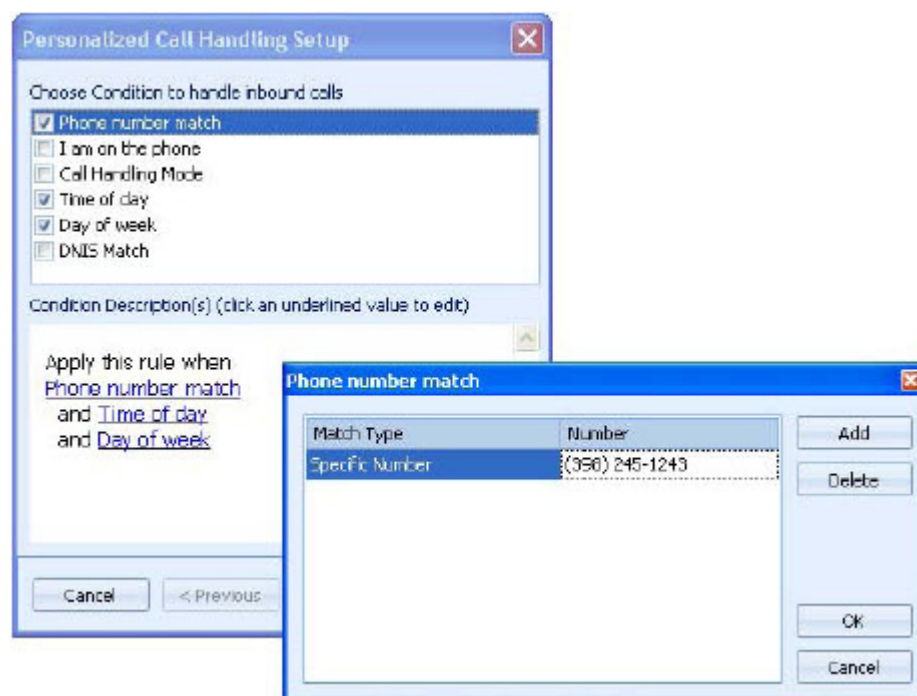 Personalized Call Handling Setup
Choose Condition to handle inbound calls
Phone number match
I am on the phone
Call Handling Mode
Time of day
Day of week
DNIS Match
Condition Description(s) (click an underlined value to edit)
Apply this rule when
Phone number match
and Time of day
and Day of week
Cancel
< Previous
Phone number match
Match Type Number
Specific Number (398) 245-1243
Add
Delete
OK
Cancel